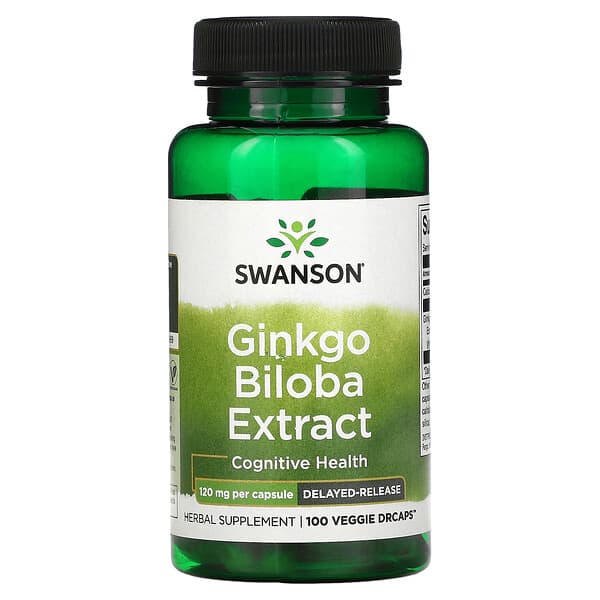 SWANSON®
Ginkgo
Biloba
Extract
Cognitive Health
120 mg per capsule DELAYED-RELEASE
HERBAL SUPPLEMENT | 100 VEGGIE DRCAPS™